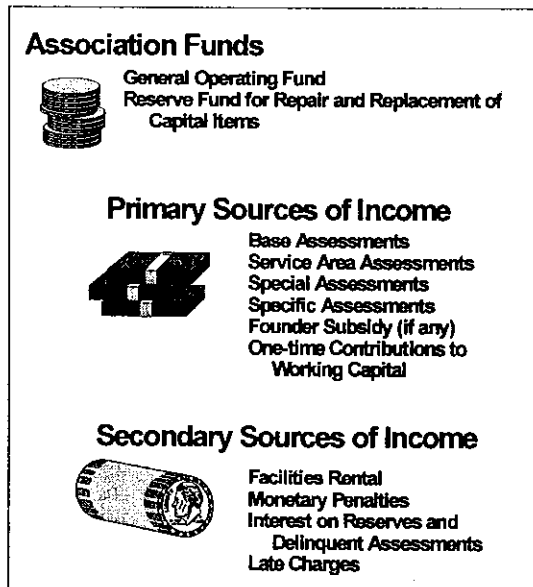 Association Funds
General Operating Fund
Reserve Fund for Repair and Replacement of
Capital Items
Primary Sources of Income
Base Assessments
Service Area Assessments
Special Assessments
Specific Assessments
Founder Subsidy (if any)
One-time Contributions to
Working Capital
Secondary Sources of Income
Facilities Rental
Monetary Penalties
Interest on Reserves and
Delinquent Assessments
Late Charges